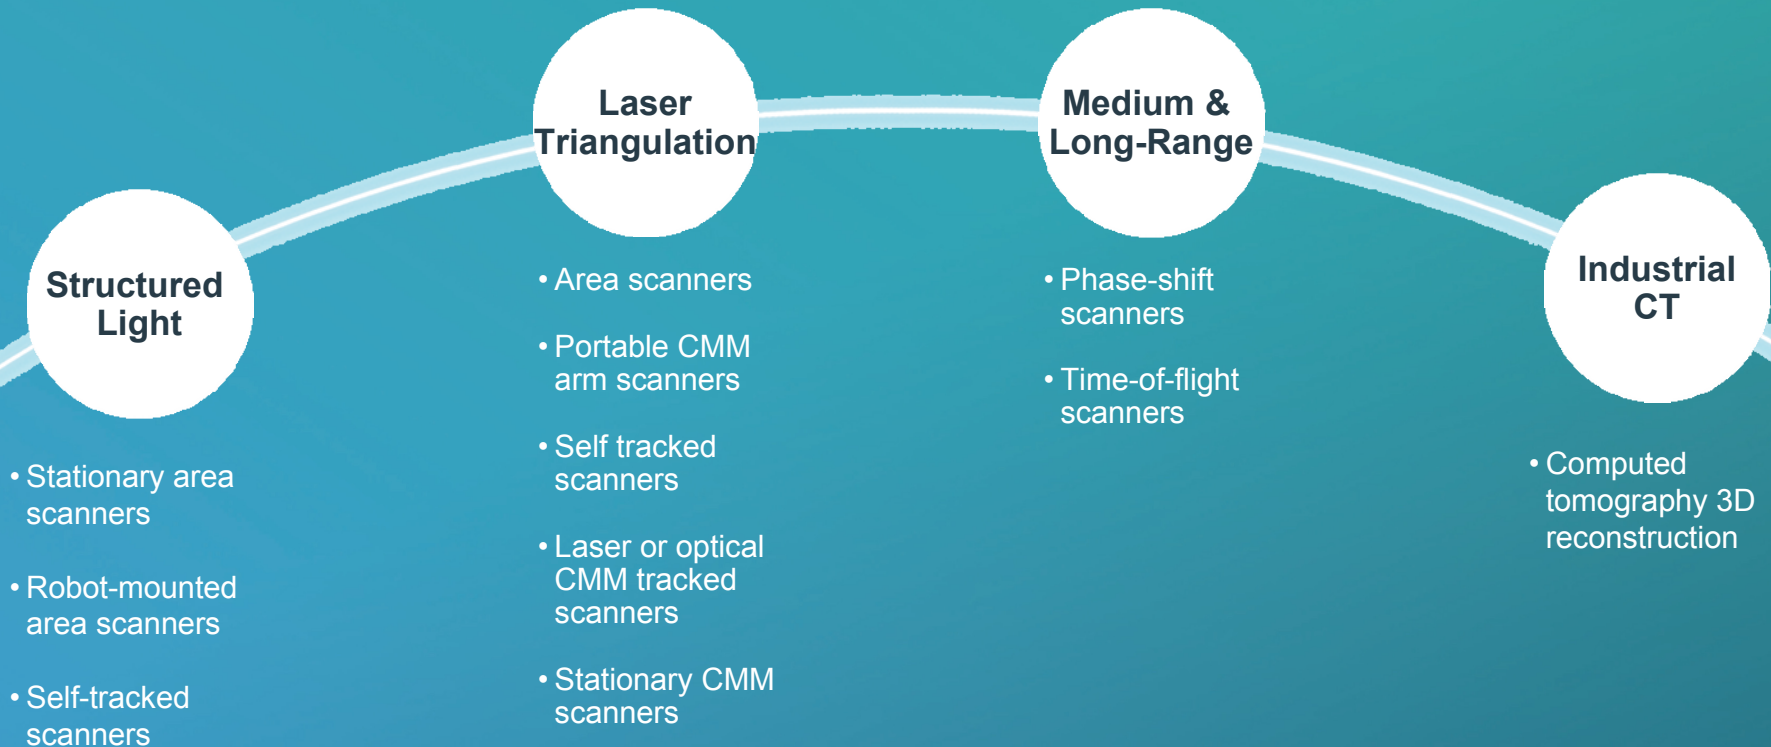 Structured
Light
• Stationary area
scanners
• Robot-mounted
area scanners
• Self-tracked
scanners
Laser
Triangulation
• Area scanners
• Portable CMM
arm scanners
• Self tracked
scanners
• Laser or optical
CMM tracked
scanners
• Stationary CMM
scanners
Medium &
Long-Range
• Phase-shift
scanners
• Time-of-flight
scanners
Industrial
CT
• Computed
tomography 3D
reconstruction